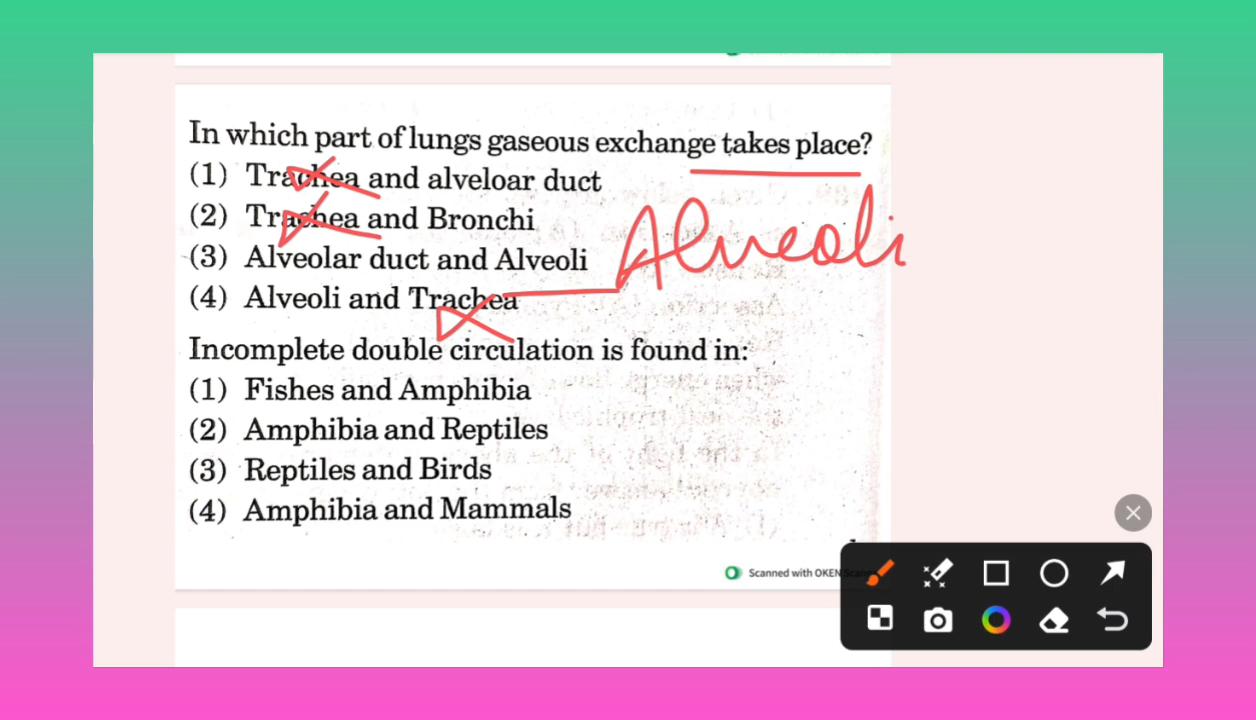 In which part of lungs gaseous exchange takes place?
(1) Trachea and alveloar duct
(2) Trachea and Bronchi
(3) Alveolar duct and Alveoli
Alveoli
(4) Alveoli and Trachea
Incomplete double circulation is found in:
(1) Fishes and Amphibia
(2) Amphibia and Reptiles
(3) Reptiles and Birds
(4) Amphibia and Mammals
Scanned with OKEN